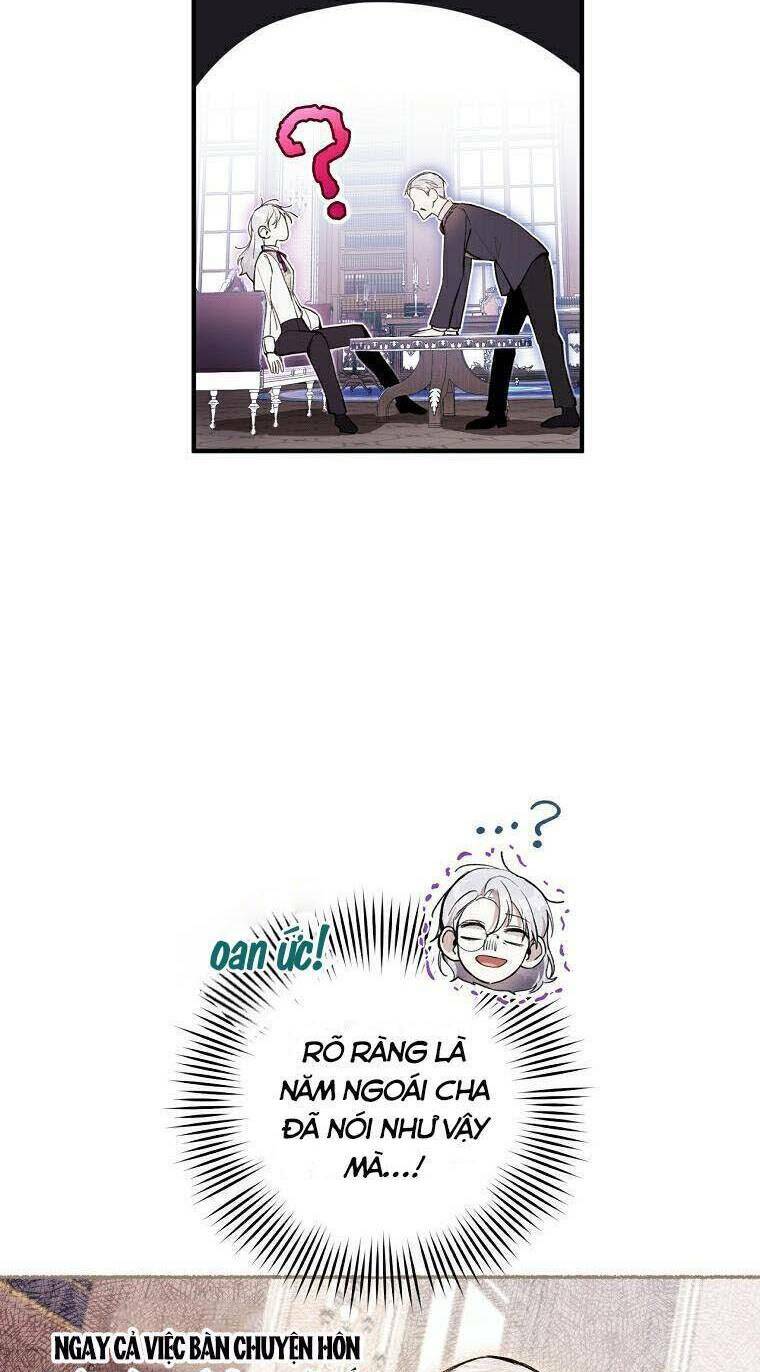 ?
...?
oan ức!
RÕ RÀNG LÀ
NĂM NGOÁI CHA
ĐÃ NÓI NHƯ VẬY
MÀ...!
NGAY CẢ VIỆC BÀN CHUYỆN HÔN